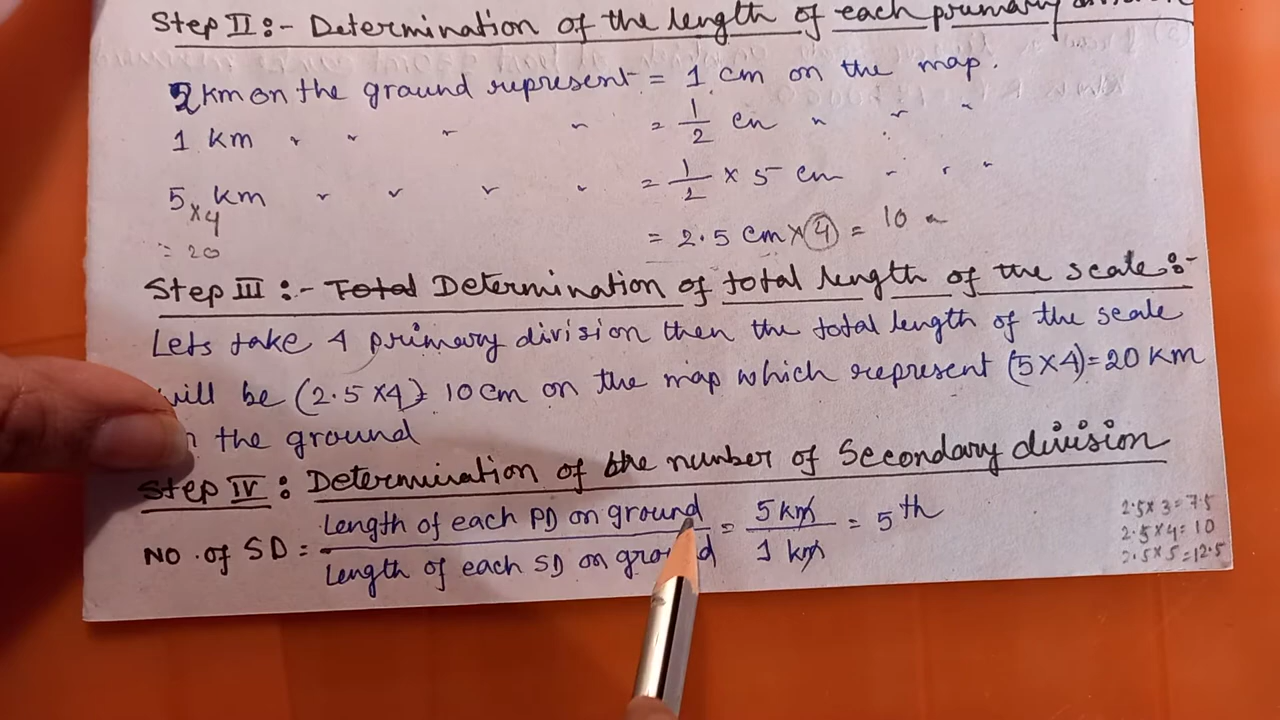 Step II:- Determination of the length of each primary
2 km on the ground represent = 1 cm on the map.
1 km " " " " = 1/2 cm " " "
5 km " " " " = 1/2 × 5 cm " " "
×4
= 20
= 2.5 cm × 4 = 10
Step III :- Total Determination of total length of the scale:-
Lets take 4 primary division then the total length of the scale
will be (2.5 × 4) = 10 cm on the map which represent (5 × 4) = 20 km
the ground
Step IV : Determination of the number of Secondary division
NO. of SD = Length of each PD on ground / Length of each SD on ground = 5 km / 1 km = 5 th
2.5 × 3 = 7.5
2.5 × 4 = 10
2.5 × 5 = 12.5